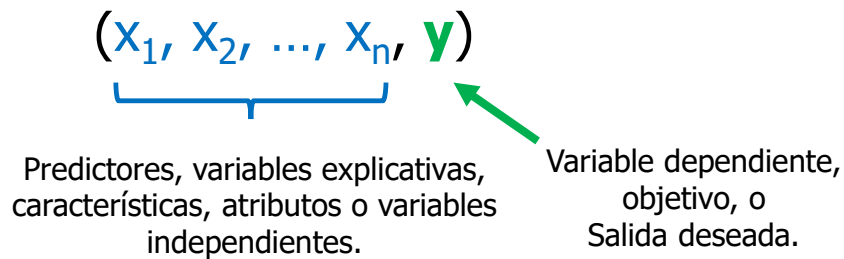 (x₁, x₂, ..., xₙ, y)
Predictores, variables explicativas,
características, atributos o variables
independientes.
Variable dependiente,
objetivo, o
Salida deseada.